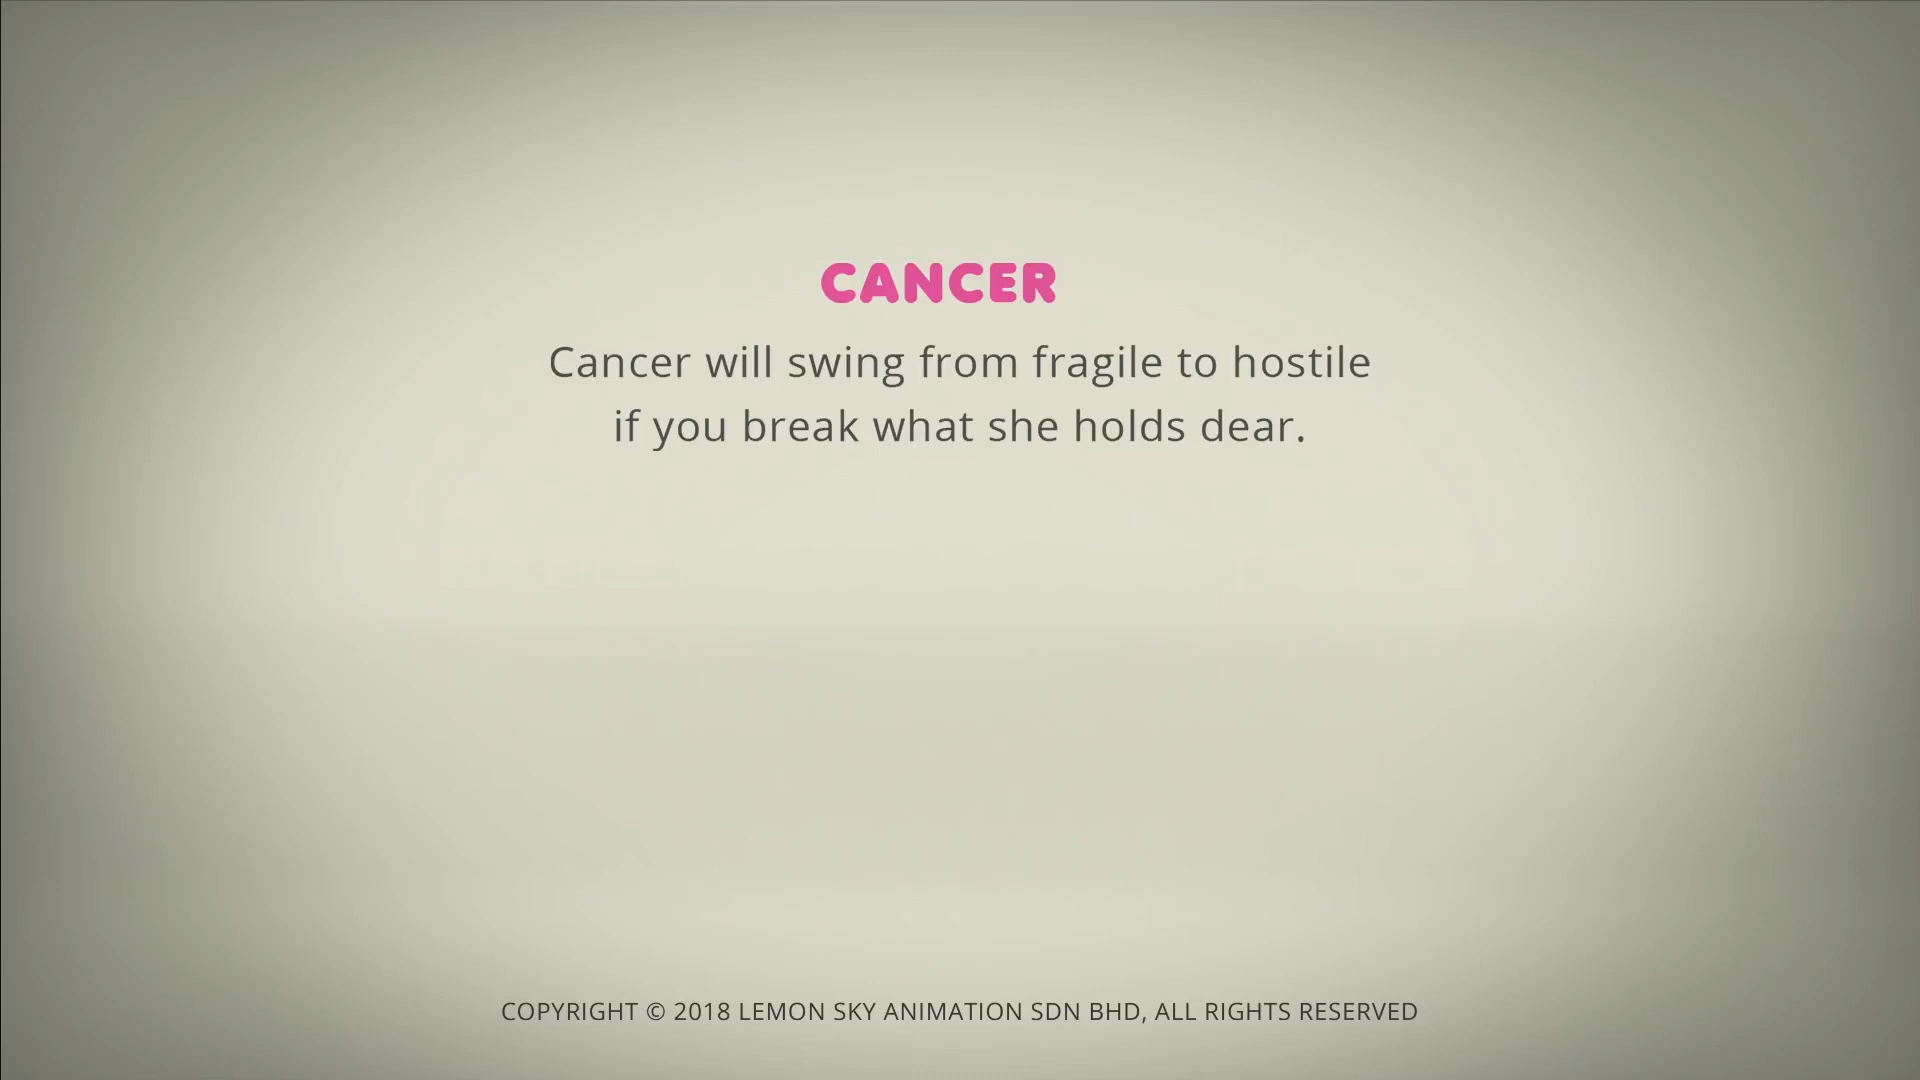 CANCER
Cancer will swing from fragile to hostile
if you break what she holds dear.
COPYRIGHT © 2018 LEMON SKY ANIMATION SDN BHD, ALL RIGHTS RESERVED